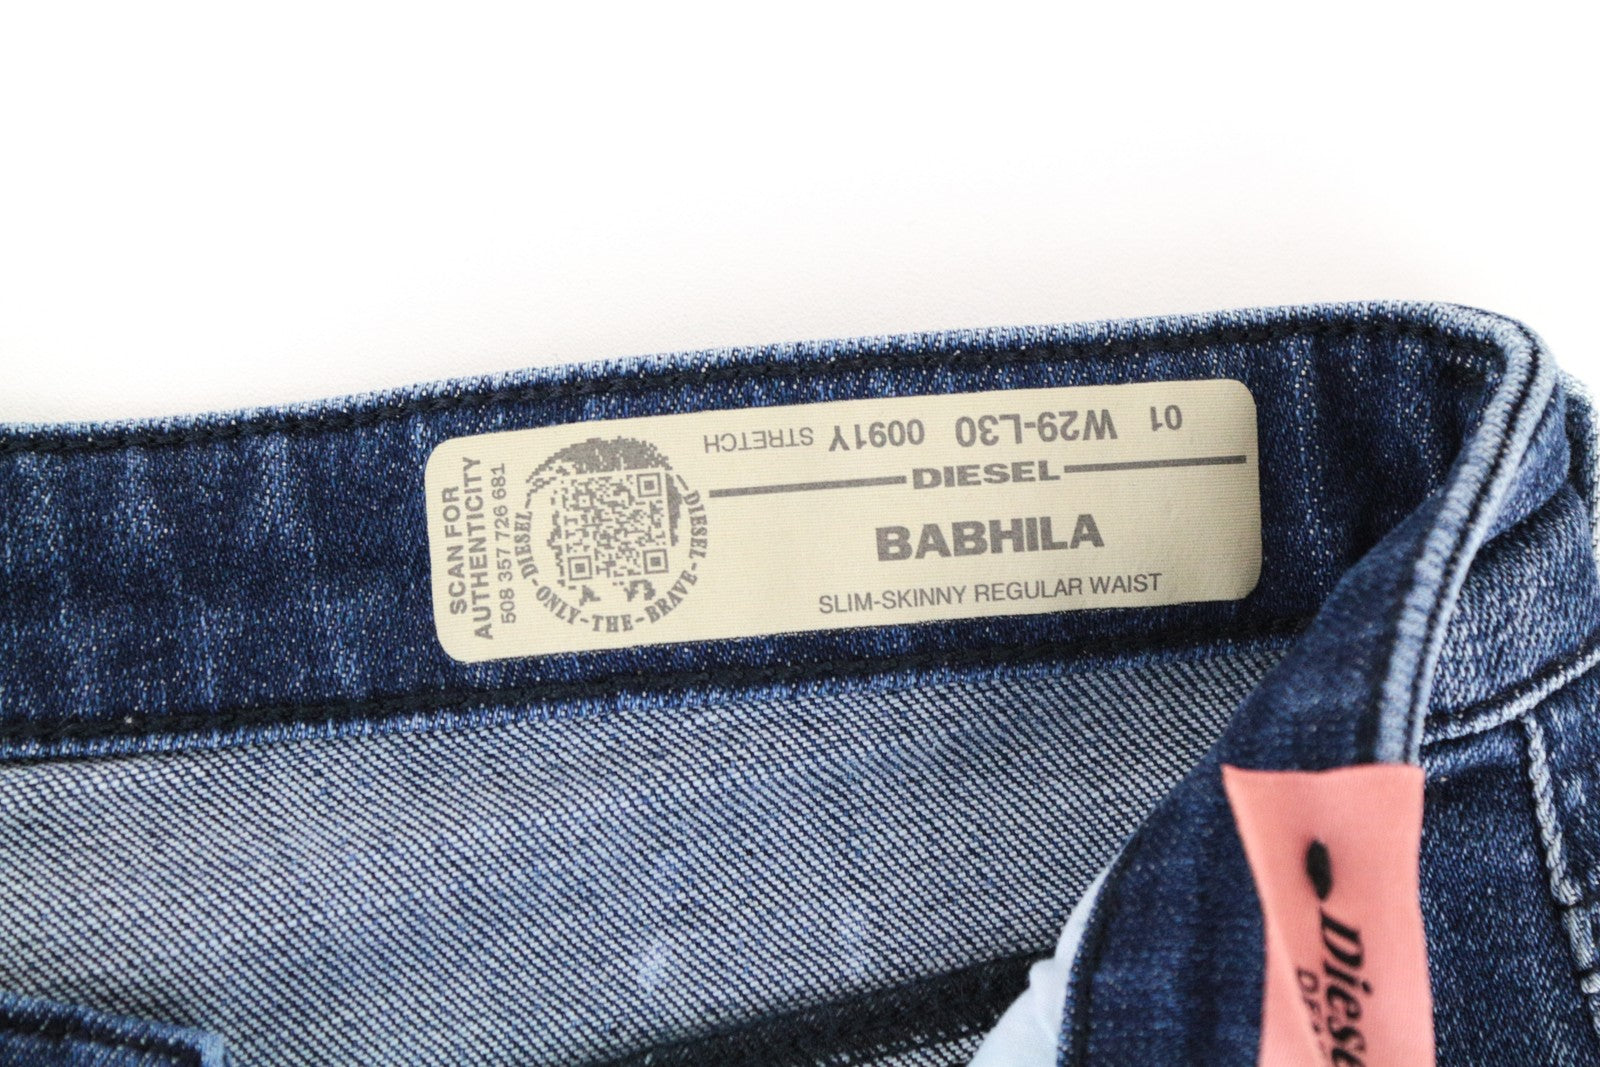 SCAN FOR
AUTHENTICITY
508 357 726 681
DIESEL-ONLY-THE-BRAVE-DIESEL
01 W29-L30 0091Y STRETCH
DIESEL
BABHILA
SLIM-SKINNY REGULAR WAIST
Diese